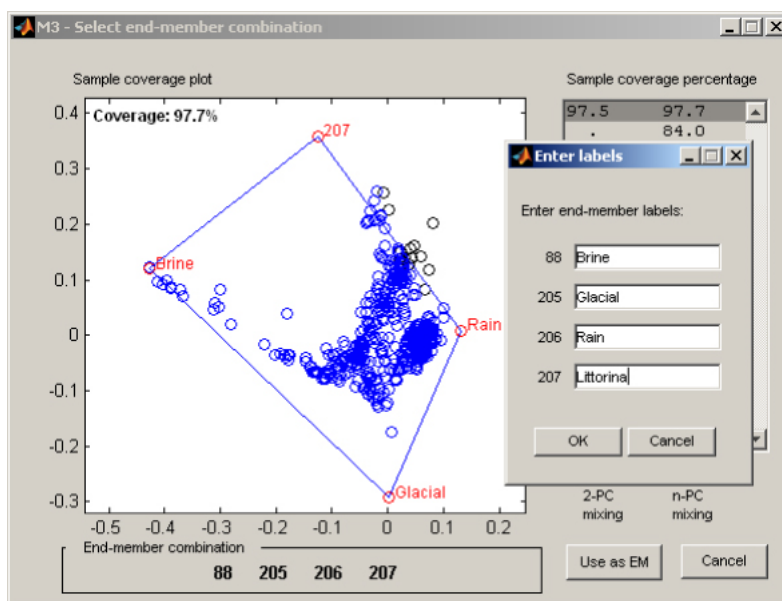 M3 - Select end-member combination
Sample coverage plot
Sample coverage percentage
Coverage: 97.7%
0.4
0.3
0.2
0.1
0
-0.1
-0.2
-0.3
-0.5 -0.4 -0.3 -0.2 -0.1 0 0.1 0.2
207
Brine
Rain
Glacial
97.5 97.7
. 84.0
Enter labels
Enter end-member labels:
88 Brine
205 Glacial
206 Rain
207 Littorina
OK Cancel
2-PC mixing
n-PC mixing
End-member combination
88 205 206 207
Use as EM Cancel